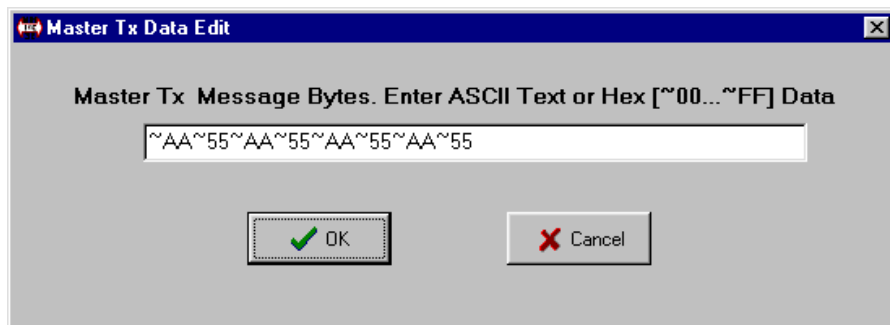 Master Tx Data Edit
Master Tx  Message Bytes. Enter ASCII Text or Hex [~00...~FF] Data
~AA~55~AA~55~AA~55~AA~55
OK
Cancel